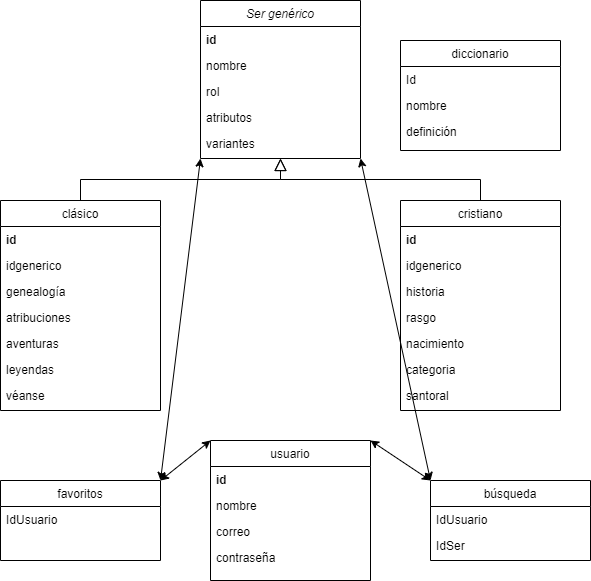 Ser genérico
id
nombre
rol
atributos
variantes
diccionario
Id
nombre
definición
clásico
id
idgenerico
genealogía
atribuciones
aventuras
leyendas
véanse
cristiano
id
idgenerico
historia
rasgo
nacimiento
categoria
santoral
favoritos
IdUsuario
usuario
id
nombre
correo
contraseña
búsqueda
IdUsuario
IdSer